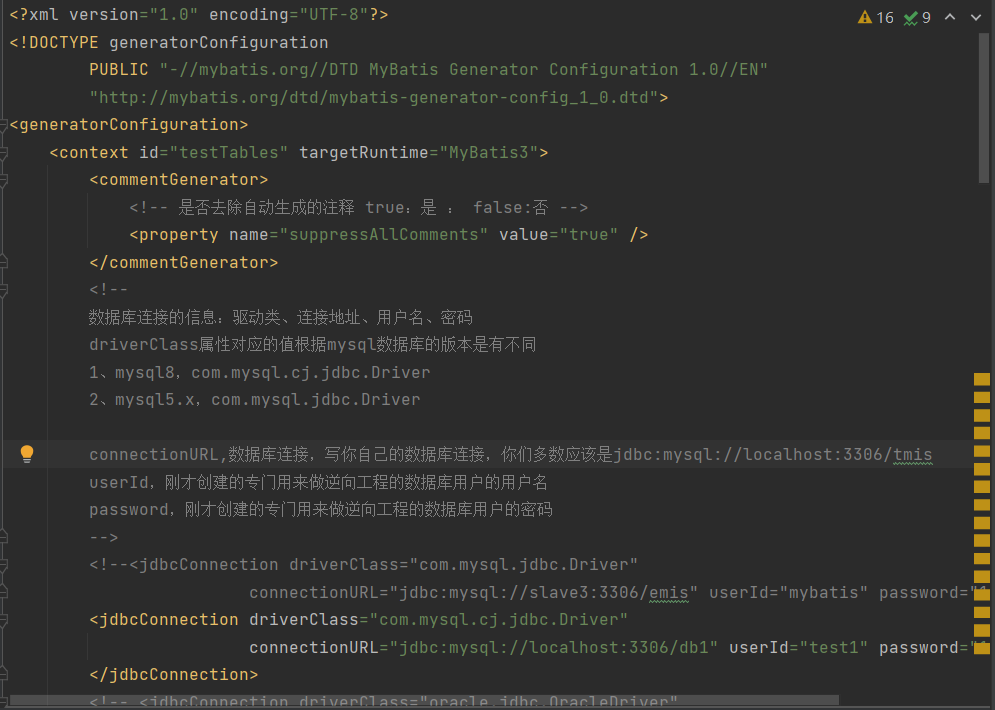 <?xml version="1.0" encoding="UTF-8"?>
16 9
<!DOCTYPE generatorConfiguration
PUBLIC "-//mybatis.org//DTD MyBatis Generator Configuration 1.0//EN"
"http://mybatis.org/dtd/mybatis-generator-config_1_0.dtd">
<generatorConfiguration>
<context id="testTables" targetRuntime="MyBatis3">
<commentGenerator>
<!-- 是否去除自动生成的注释 true：是 ： false:否 -->
<property name="suppressAllComments" value="true" />
</commentGenerator>
<!--
数据库连接的信息：驱动类、连接地址、用户名、密码
driverClass属性对应的值根据mysql数据库的版本是有不同
1、mysql8，com.mysql.cj.jdbc.Driver
2、mysql5.x，com.mysql.jdbc.Driver
connectionURL,数据库连接，写你自己的数据库连接，你们多数应该是jdbc:mysql://localhost:3306/tmis
userId，刚才创建的专门用来做逆向工程的数据库用户的用户名
password，刚才创建的专门用来做逆向工程的数据库用户的密码
-->
<!--<jdbcConnection driverClass="com.mysql.jdbc.Driver"
connectionURL="jdbc:mysql://slave3:3306/emis" userId="mybatis" password="
<jdbcConnection driverClass="com.mysql.cj.jdbc.Driver"
connectionURL="jdbc:mysql://localhost:3306/db1" userId="test1" password="
</jdbcConnection>
<!-- <jdbcConnection driverClass="oracle.jdbc.OracleDriver"